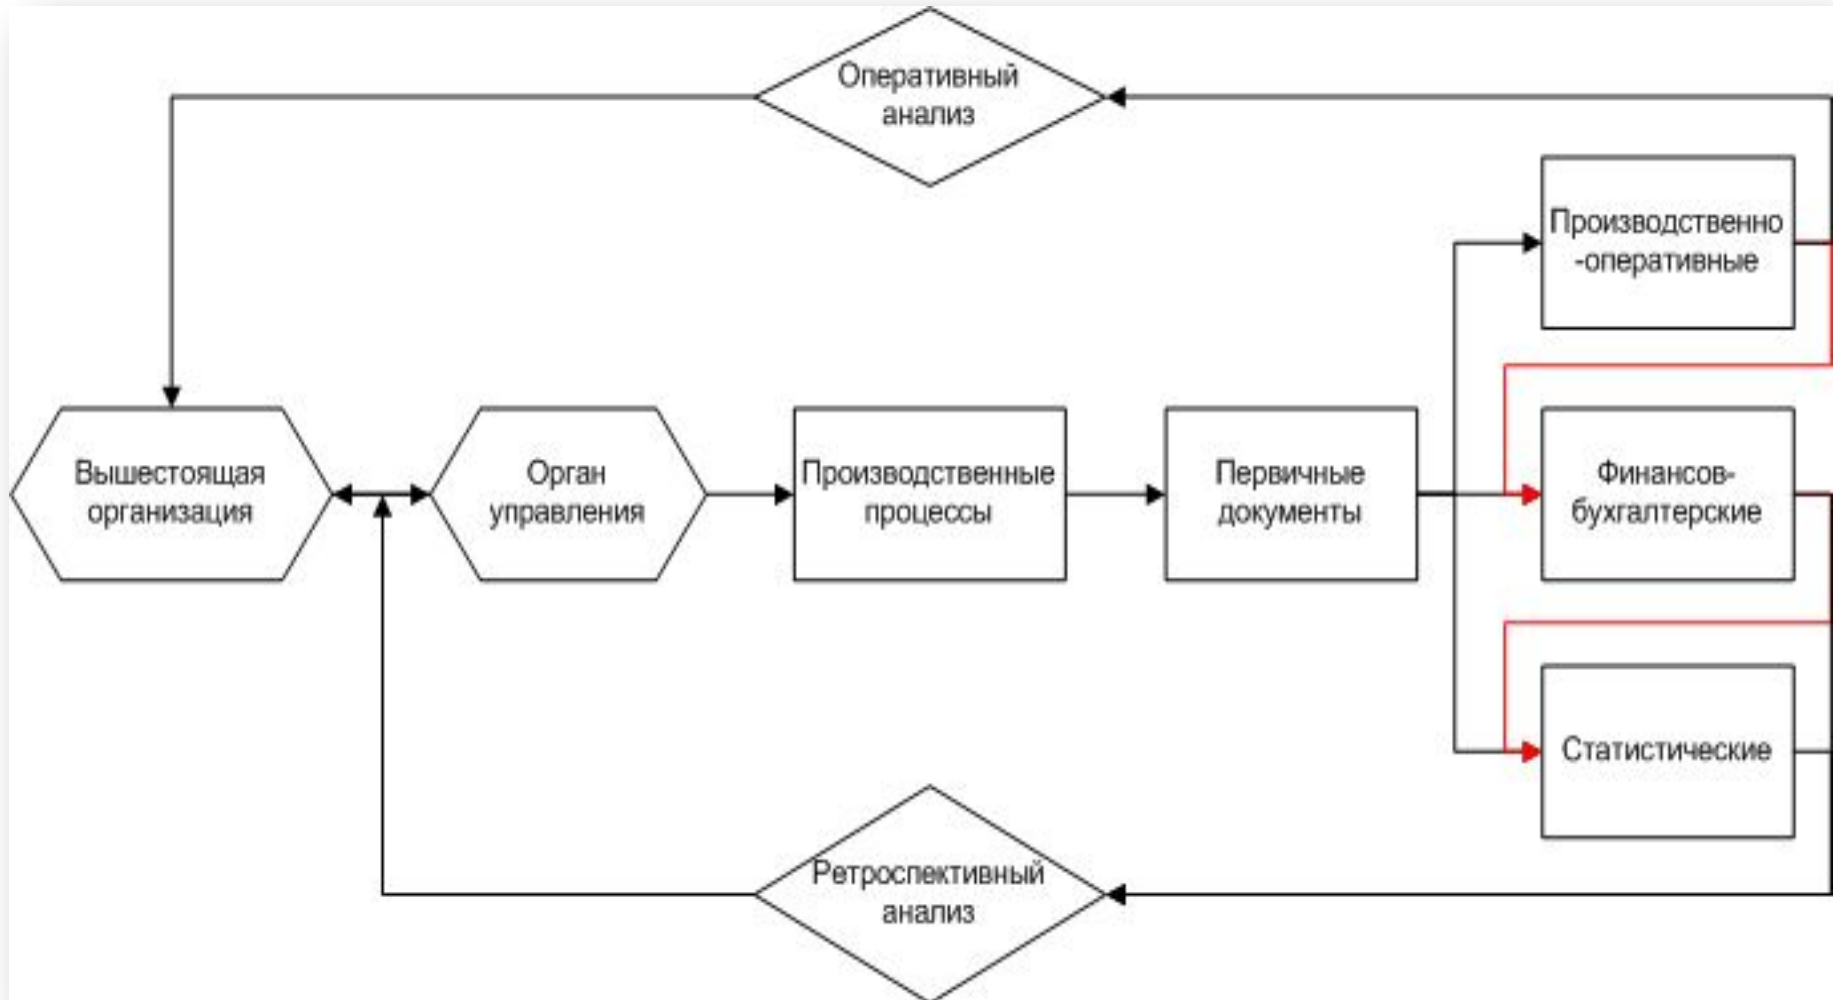 Оперативный
анализ
Производственно
-оперативные
Вышестоящая
организация
Орган
управления
Производственные
процессы
Первичные
документы
Финансов-
бухгалтерские
Статистические
Ретроспективный
анализ